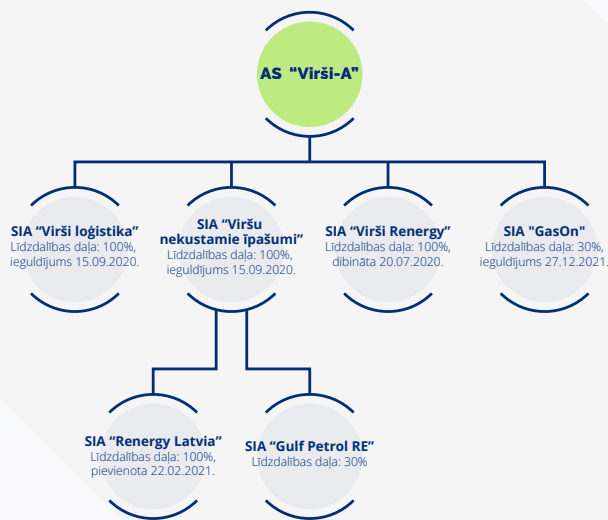 AS “Virši-A”
SIA “Virši loģistika”
Līdzdalības daļa: 100%,
ieguldījums 15.09.2020.
SIA “Viršu
nekustamie īpašumi”
Līdzdalības daļa: 100%,
ieguldījums 15.09.2020.
SIA “Virši Renergy”
Līdzdalības daļa: 100%,
dibināta 20.07.2020.
SIA "GasOn"
Līdzdalības daļa: 30%,
ieguldījums 27.12.2021.
SIA “Renergy Latvia”
Līdzdalības daļa: 100%,
pievienota 22.02.2021.
SIA “Gulf Petrol RE”
Līdzdalības daļa: 30%